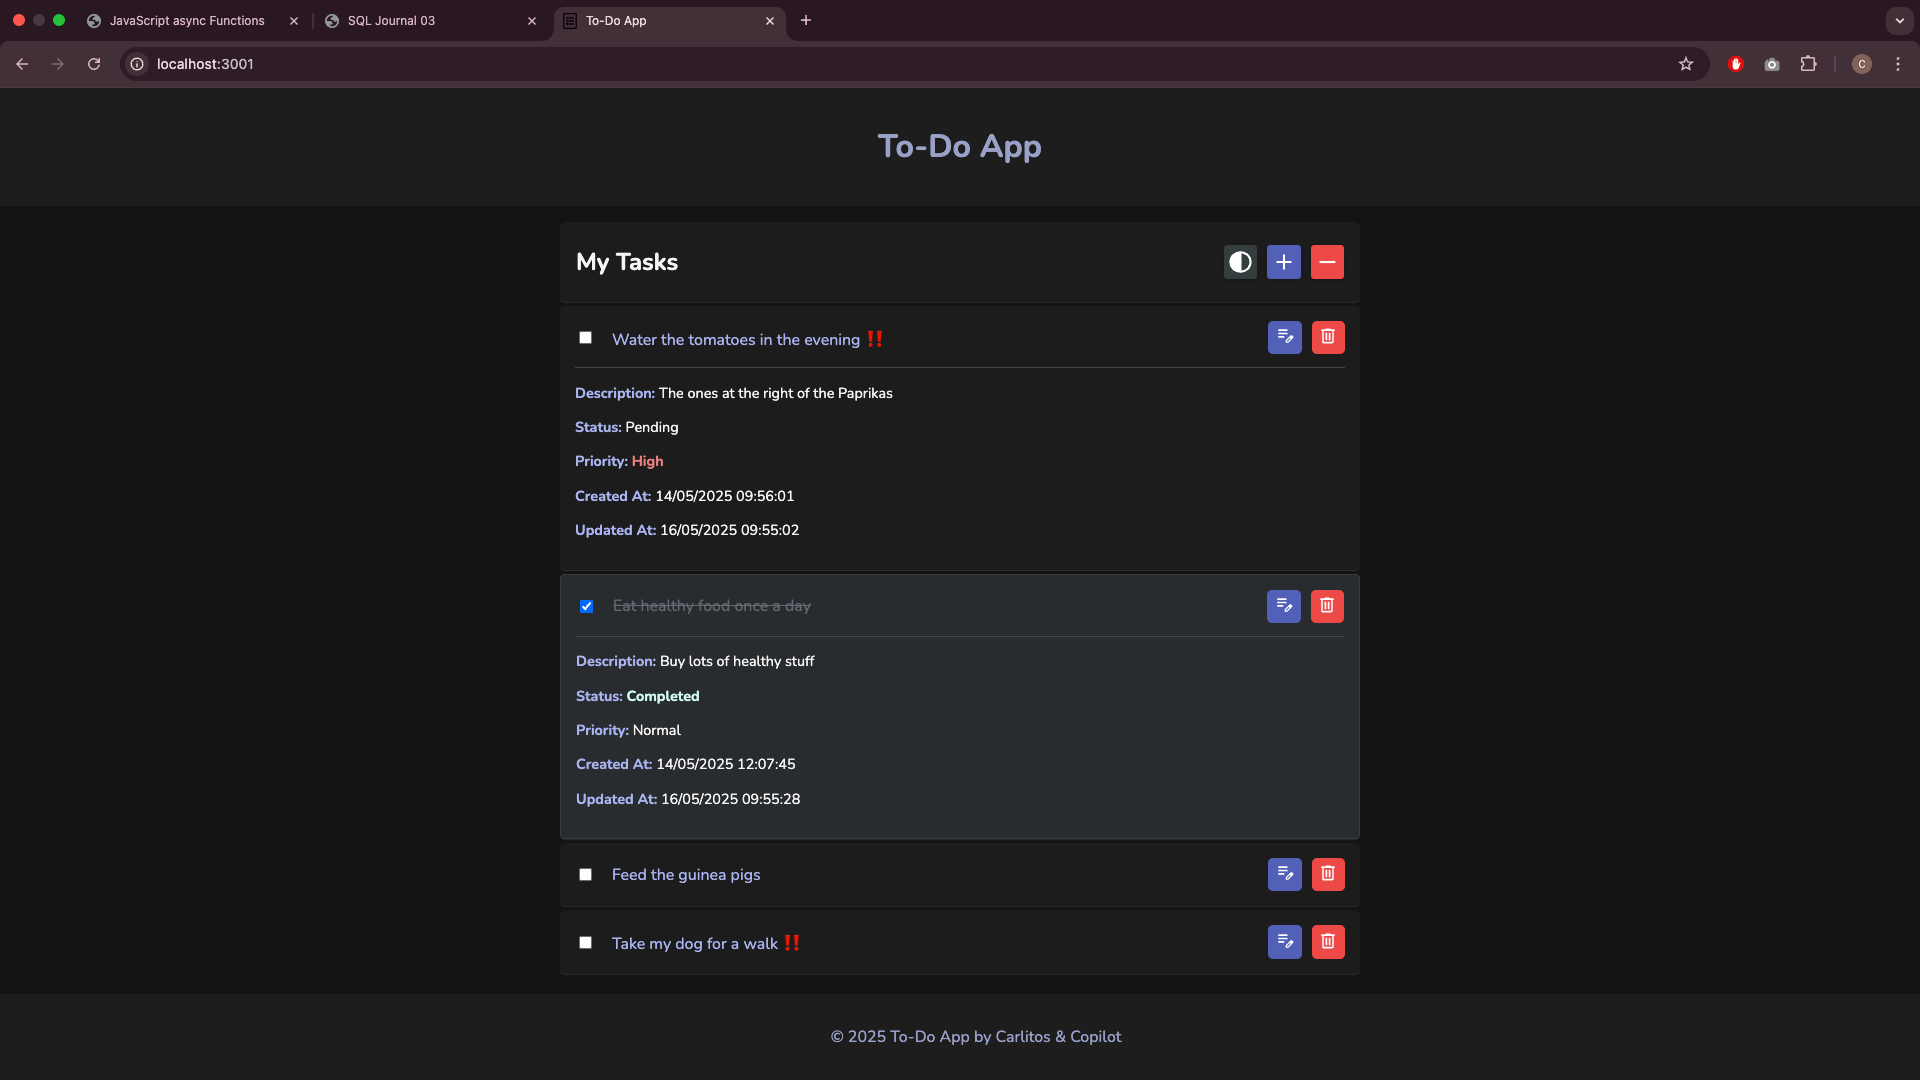 JavaScript async Functions
SQL Journal 03
To-Do App
localhost:3001
C
To-Do App
My Tasks
Water the tomatoes in the evening ‼
Description: The ones at the right of the Paprikas
Status: Pending
Priority: High
Created At: 14/05/2025 09:56:01
Updated At: 16/05/2025 09:55:02
Eat healthy food once a day
Description: Buy lots of healthy stuff
Status: Completed
Priority: Normal
Created At: 14/05/2025 12:07:45
Updated At: 16/05/2025 09:55:28
Feed the guinea pigs
Take my dog for a walk ‼
© 2025 To-Do App by Carlitos & Copilot